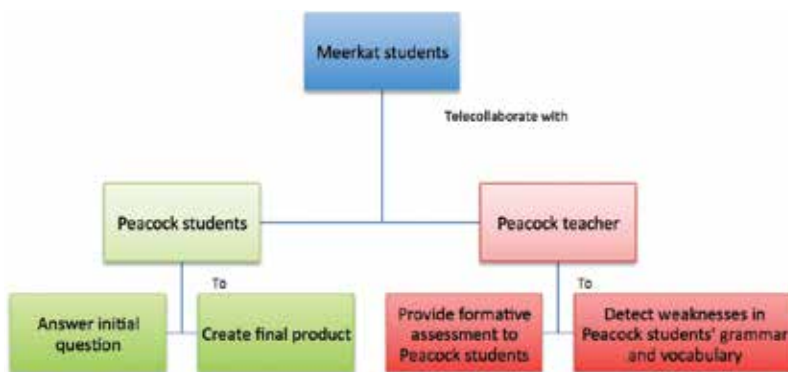 Meerkat students
Telecollaborate with
Peacock students
Peacock teacher
To
To
Answer initial
question
Create final product
Provide formative
assessment to
Peacock students
Detect weaknesses in
Peacock students' grammar
and vocabulary